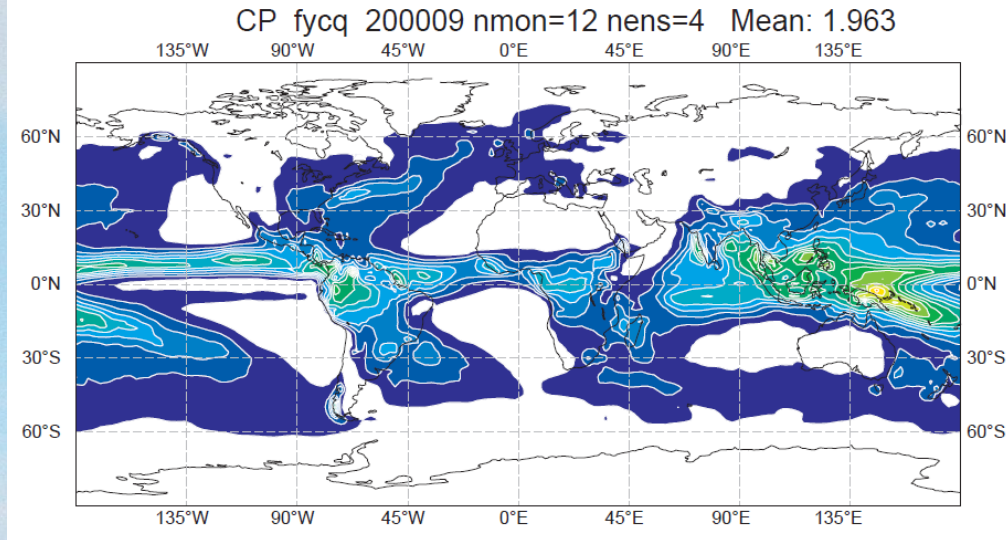 CP fycq 200009 nmon=12 nens=4 Mean: 1.963
135°W 90°W 45°W 0°E 45°E 90°E 135°E
60°N 60°N
30°N 30°N
0°N 0°N
30°S 30°S
60°S 60°S
135°W 90°W 45°W 0°E 45°E 90°E 135°E